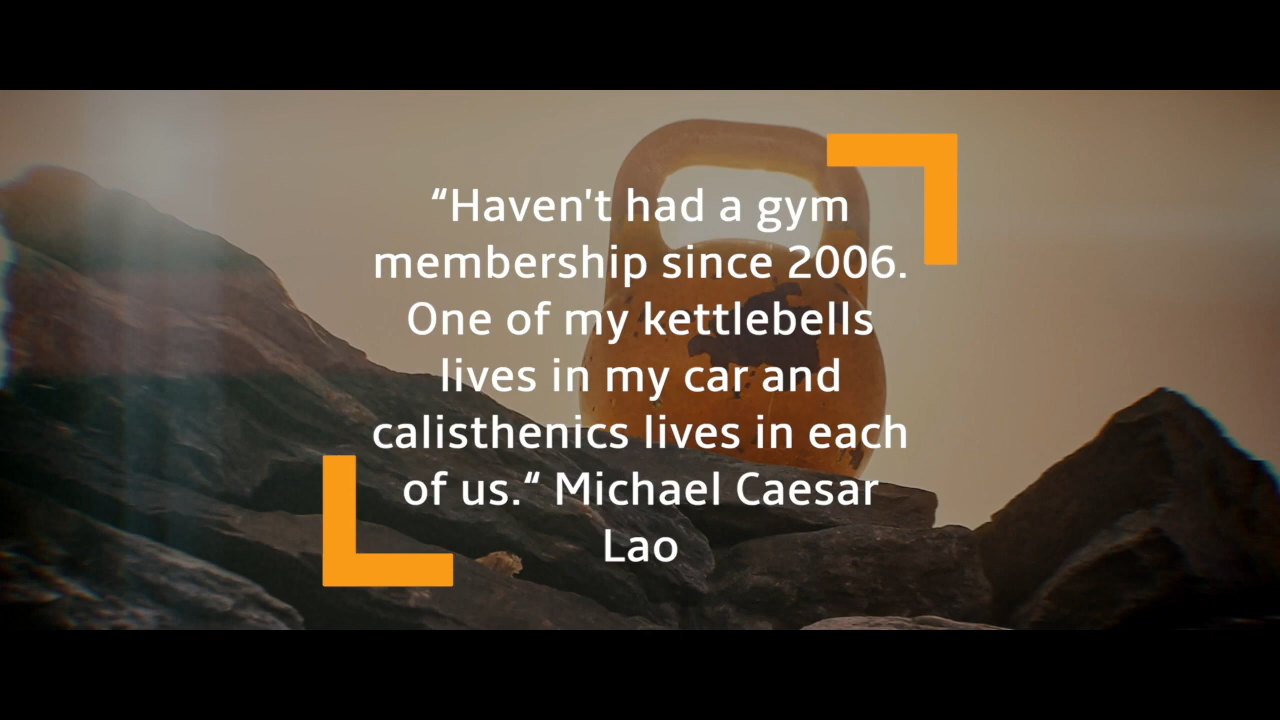 “Haven't had a gym
membership since 2006.
One of my kettlebells
lives in my car and
calisthenics lives in each
of us.“ Michael Caesar
Lao